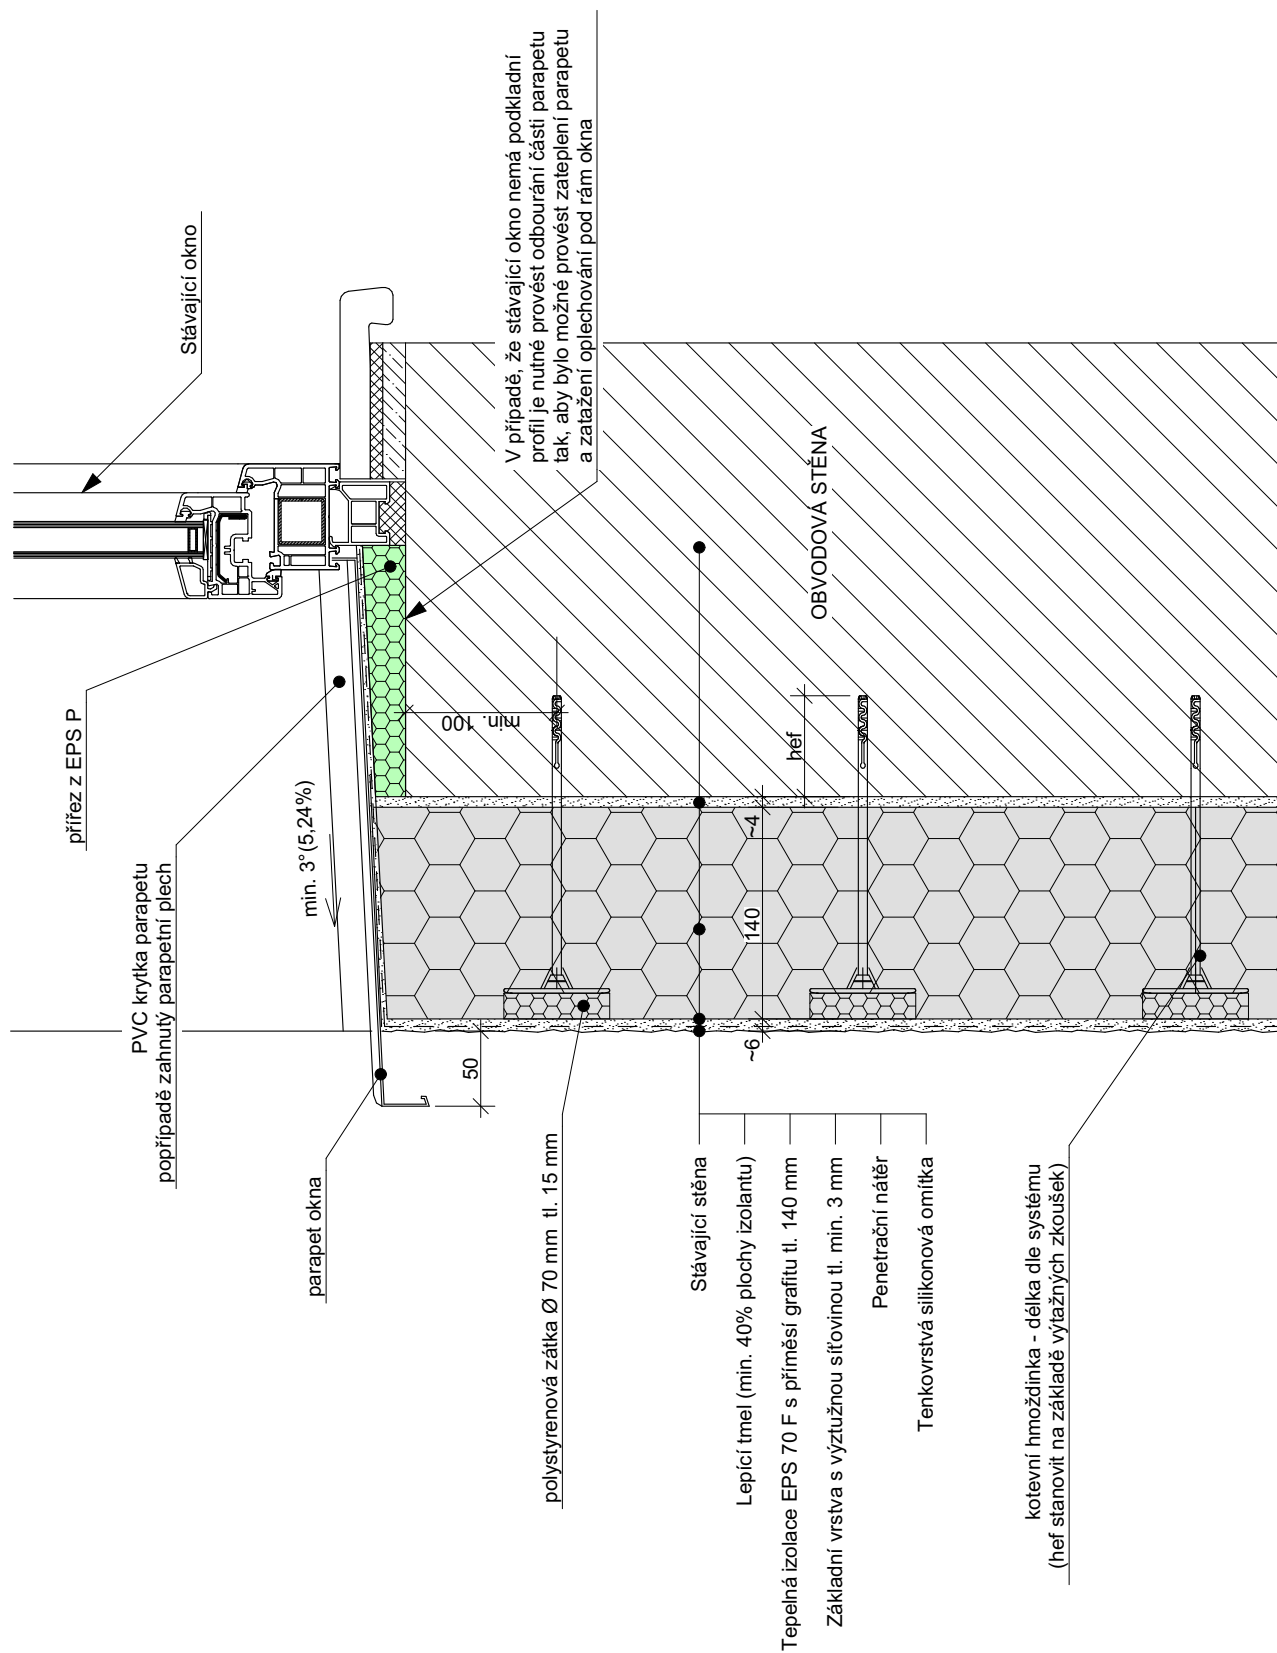 Stávající okno
V případě, že stávající okno nemá podkladní
profil je nutné provést odbourání části parapetu
tak, aby bylo možné provést zateplení parapetu
a zatažení oplechování pod rám okna
přířez z EPS P
PVC krytka parapetu
popřípadě zahnutý parapetní plech
min. 3°(5,24%)
parapet okna
OBVODOVÁ STĚNA
min. 100
hef
~4
140
~6
50
polystyrenová zátka Ø 70 mm tl. 15 mm
Stávající stěna
Lepící tmel (min. 40% plochy izolantu)
Tepelná izolace EPS 70 F s příměsí grafitu tl. 140 mm
Základní vrstva s výztužnou síťovinou tl. min. 3 mm
Penetrační nátěr
Tenkovrstvá silikonová omítka
kotevní hmoždinka - délka dle systému
(hef stanovit na základě výtažných zkoušek)